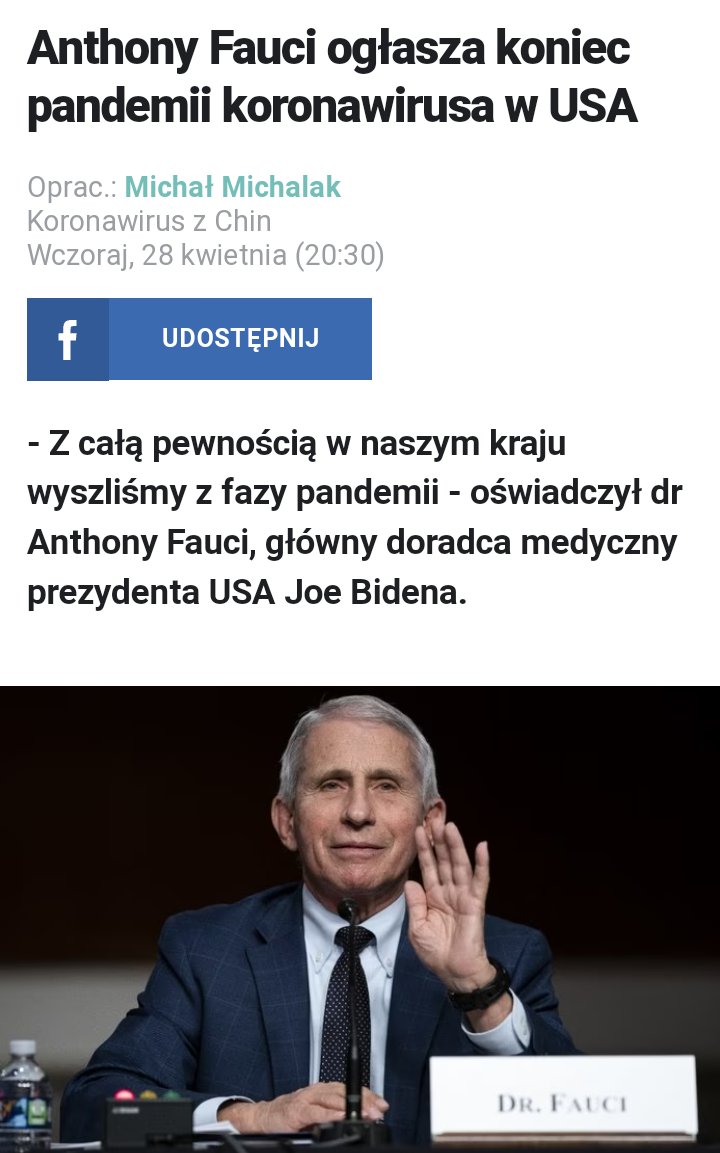 Anthony Fauci ogłasza koniec
pandemii koronawirusa w USA
Oprac.: Michał Michalak
Koronawirus z Chin
Wczoraj, 28 kwietnia (20:30)
f UDOSTĘPNIJ
- Z całą pewnością w naszym kraju
wyszliśmy z fazy pandemii - oświadczył dr
Anthony Fauci, główny doradca medyczny
prezydenta USA Joe Bidena.
DR. FAUCI